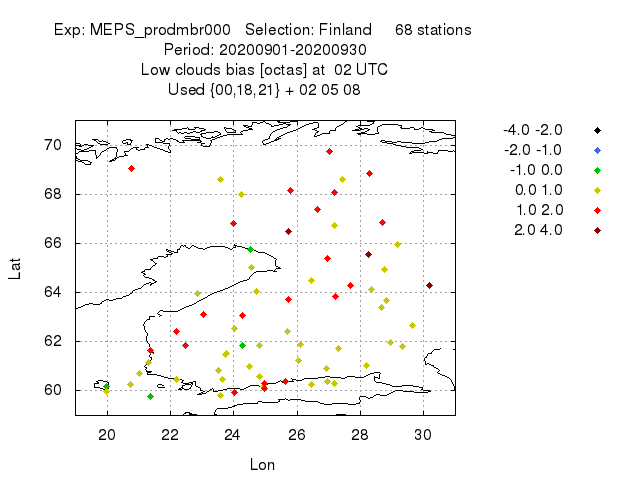 Exp: MEPS_prodmbr000 Selection: Finland 68 stations
Period: 20200901-20200930
Low clouds bias [octas] at 02 UTC
Used {00,18,21} + 02 05 08
-4.0 -2.0
-2.0 -1.0
-1.0 0.0
0.0 1.0
1.0 2.0
2.0 4.0
Lat
70
68
66
64
62
60
20 22 24 26 28 30
Lon